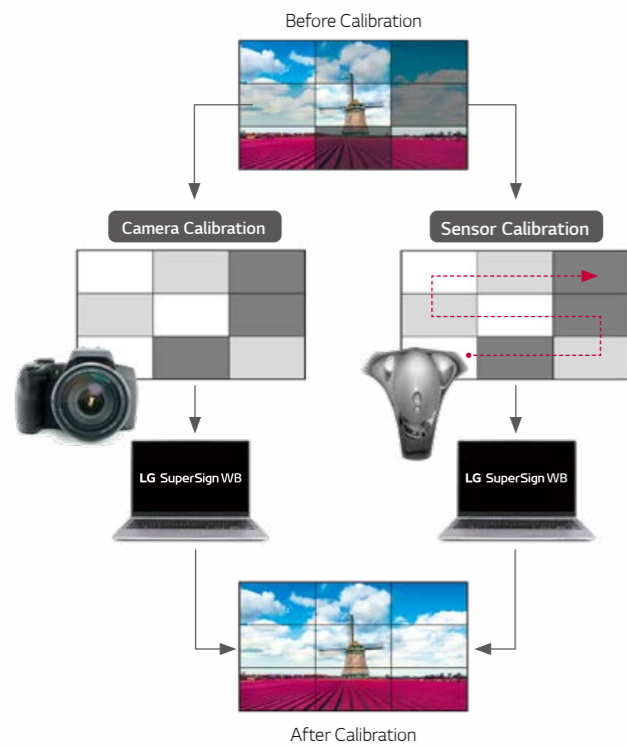 Before Calibration
Camera Calibration
Sensor Calibration
LG SuperSign WB
LG SuperSign WB
After Calibration